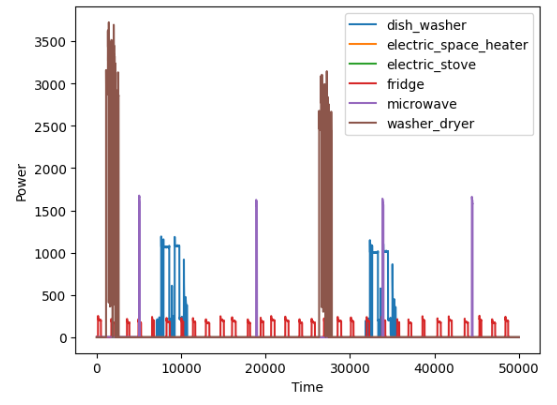 3500
3000
2500
2000
1500
1000
500
0
Power
dish_washer
electric_space_heater
electric_stove
fridge
microwave
washer_dryer
0 10000 20000 30000 40000 50000
Time